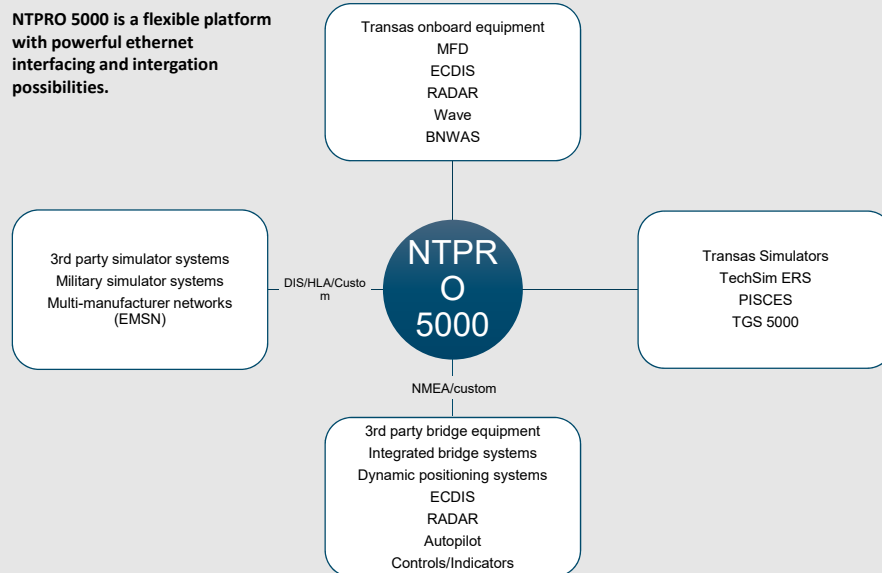 NTPRO 5000 is a flexible platform
with powerful ethernet
interfacing and intergation
possibilities.
Transas onboard equipment
MFD
ECDIS
RADAR
Wave
BNWAS
3rd party simulator systems
Military simulator systems
Multi-manufacturer networks
(EMSN)
DIS/HLA/Custo
m
NTPR
O
5000
Transas Simulators
TechSim ERS
PISCES
TGS 5000
NMEA/custom
3rd party bridge equipment
Integrated bridge systems
Dynamic positioning systems
ECDIS
RADAR
Autopilot
Controls/Indicators